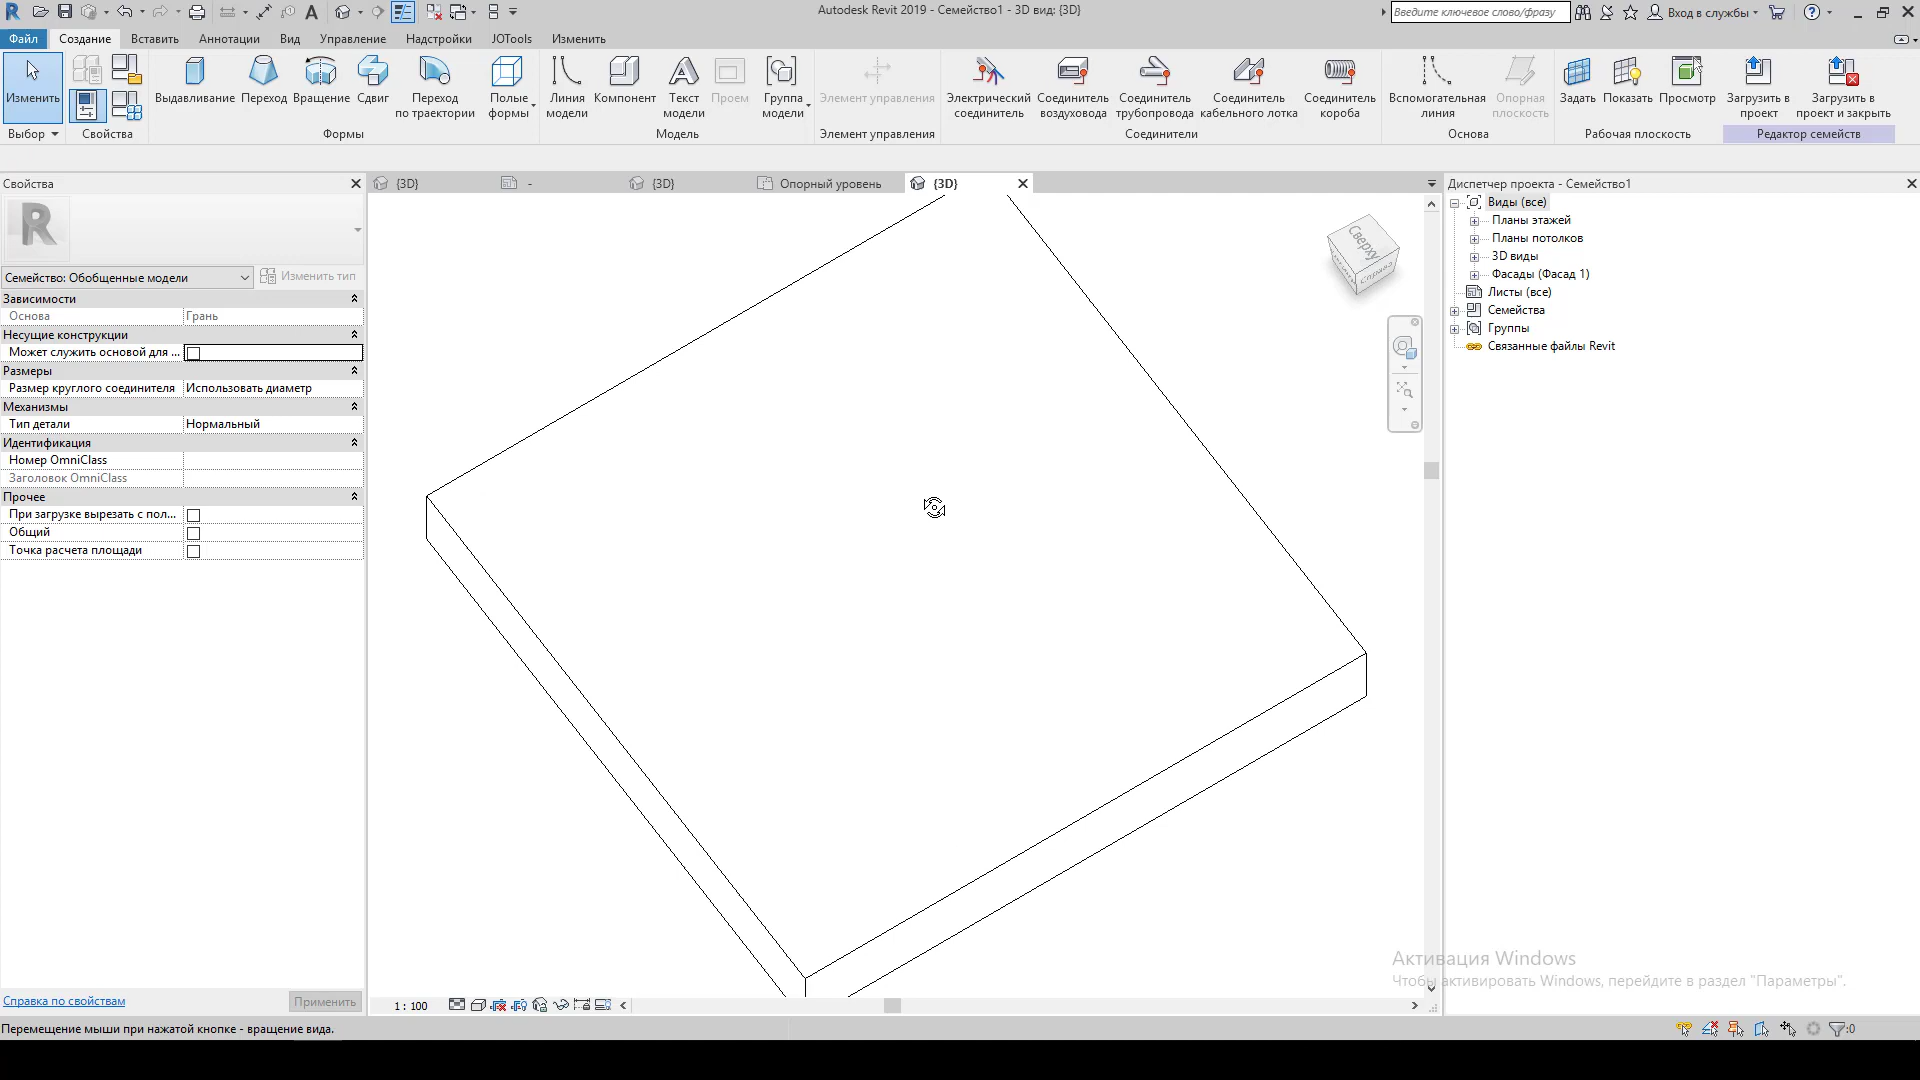 Autodesk Revit 2019 - Семейство1 - 3D вид: {3D}
Введите ключевое слово/фразу
Вход в службы
Файл Создание Вставить Аннотации Вид Управление Надстройки JOTools Изменить
Изменить
Выдавливание
Переход
Вращение
Сдвиг
Переход
по траектории
Полые
формы
Линия
модели
Компонент
Текст
модели
Проем
Группа
модели
Элемент управления
Электрический
соединитель
Соединитель
воздуховода
Соединитель
трубопровода
Соединитель
кабельного лотка
Соединитель
короба
Вспомогательная
линия
Опорная
плоскость
Задать
Показать
Просмотр
Загрузить в
проект
Загрузить в
проект и закрыть
Выбор Свойства Формы Модель Элемент управления Соединители Основа Рабочая плоскость Редактор семейств
Свойства
{3D} - {3D} Опорный уровень {3D}
Диспетчер проекта - Семейство1
Семейство: Обобщенные модели
Изменить тип
Зависимости
Основа Грань
Несущие конструкции
Может служить основой для ...
Размеры
Размер круглого соединителя Использовать диаметр
Механизмы
Тип детали Нормальный
Идентификация
Номер OmniClass
Заголовок OmniClass
Прочее
При загрузке вырезать с пол...
Общий
Точка расчета площади
Справка по свойствам
Применить
Сверху
Справа
Виды (все)
Планы этажей
Планы потолков
3D виды
Фасады (Фасад 1)
Листы (все)
Семейства
Группы
Связанные файлы Revit
1 : 100
Активация Windows
Чтобы активировать Windows, перейдите в раздел "Параметры".
Перемещение мыши при нажатой кнопке - вращение вида.
:0